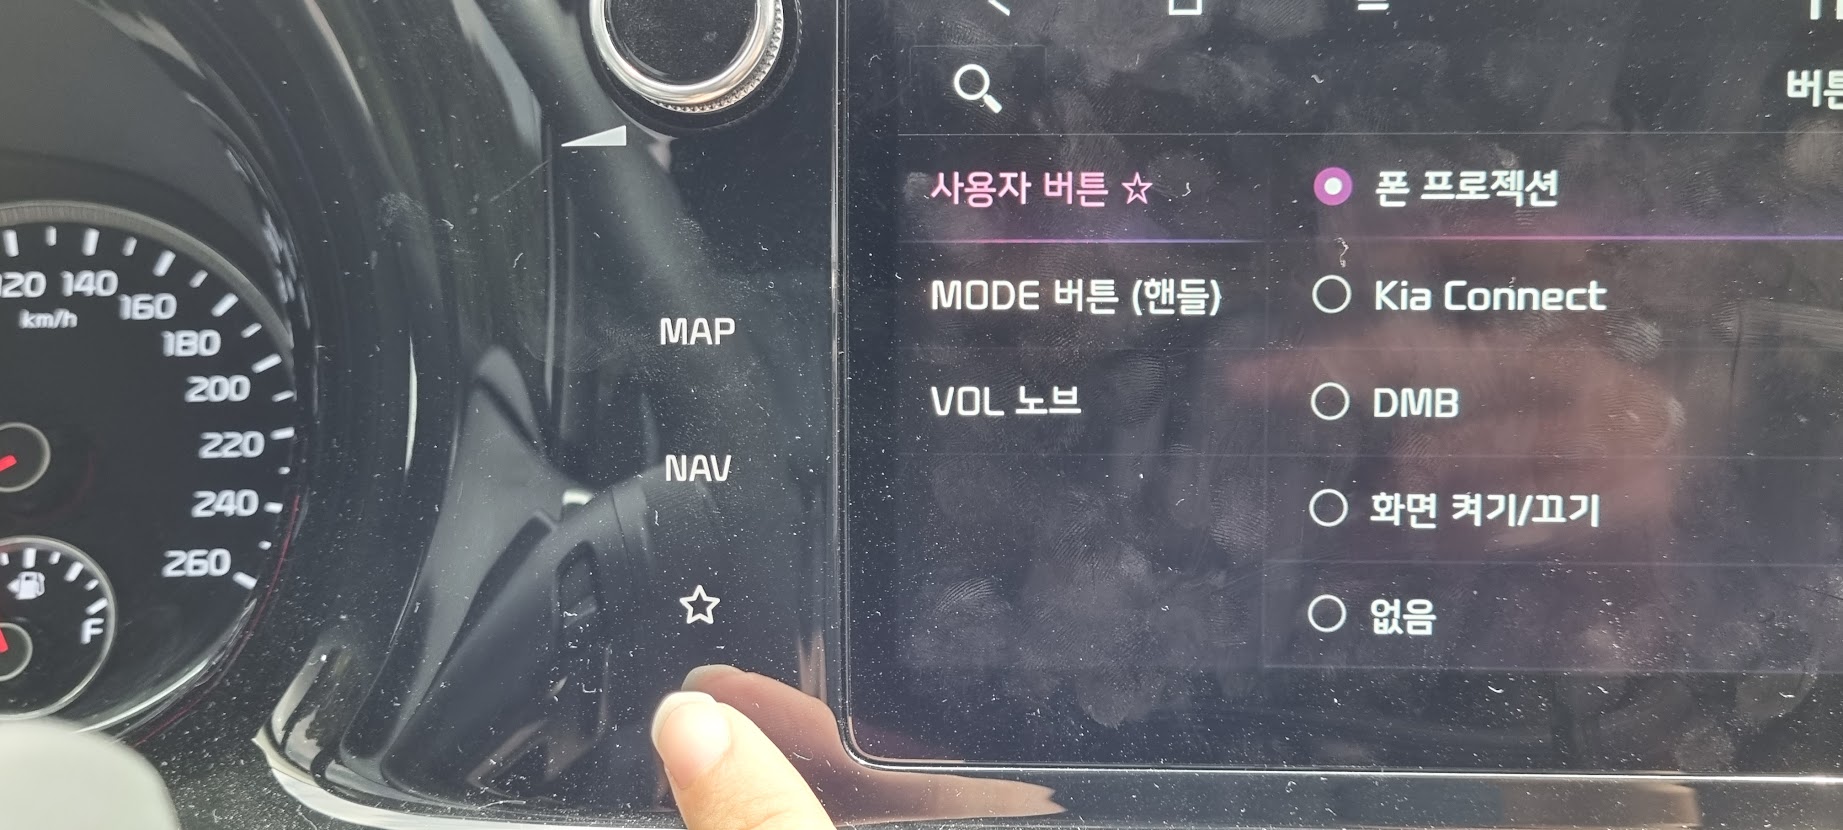 사용자 버튼 ☆
MODE 버튼 (핸들)
VOL 노브
폰 프로젝션
Kia Connect
DMB
화면 켜기/끄기
없음
MAP
NAV
140
160
km/h
180
200
220
240
260
F